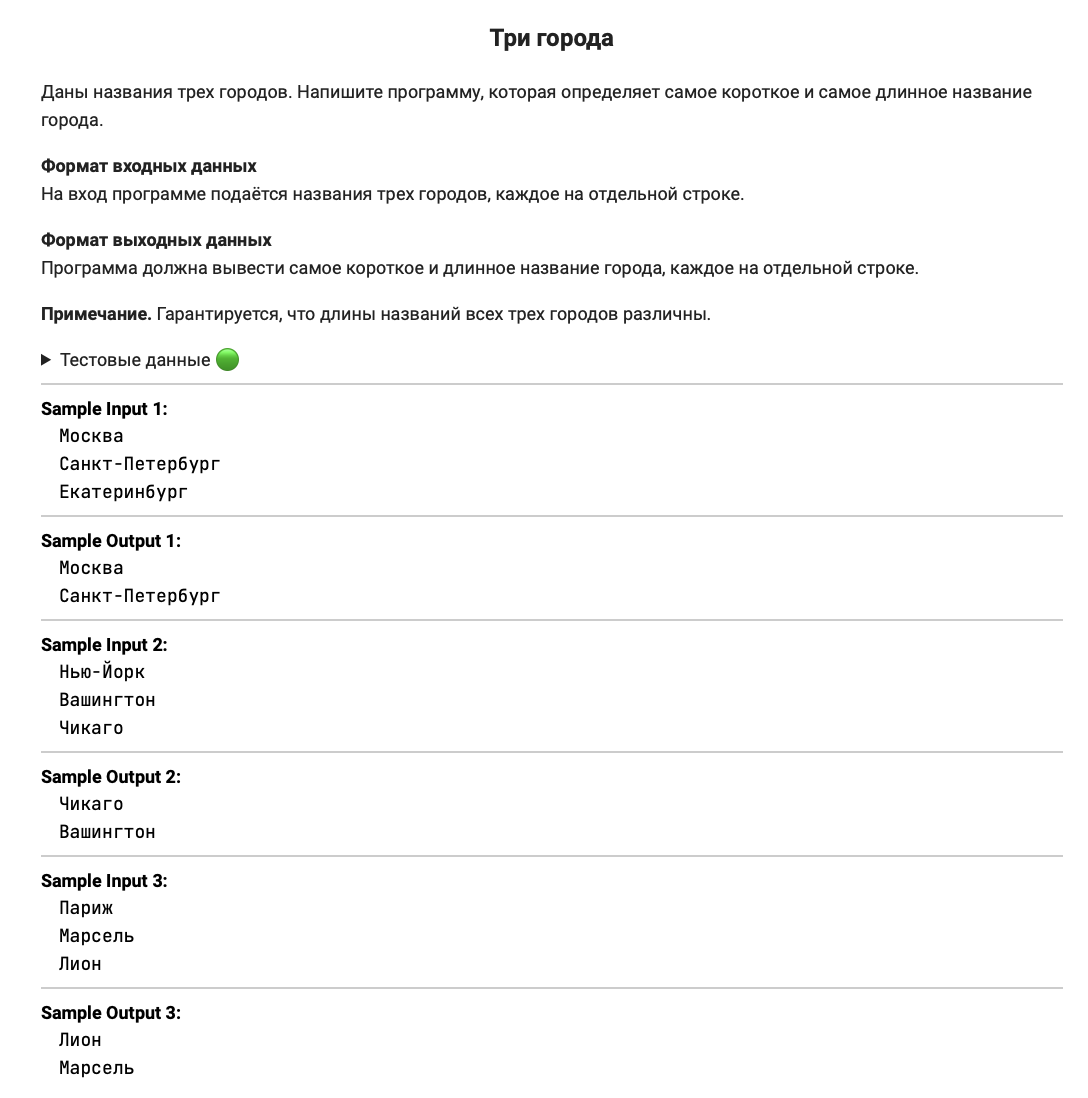 Три города
Даны названия трех городов. Напишите программу, которая определяет самое короткое и самое длинное название
города.
Формат входных данных
На вход программе подаётся названия трех городов, каждое на отдельной строке.
Формат выходных данных
Программа должна вывести самое короткое и длинное название города, каждое на отдельной строке.
Примечание. Гарантируется, что длины названий всех трех городов различны.
Тестовые данные
Sample Input 1:
Москва
Санкт-Петербург
Екатеринбург
Sample Output 1:
Москва
Санкт-Петербург
Sample Input 2:
Нью-Йорк
Вашингтон
Чикаго
Sample Output 2:
Чикаго
Вашингтон
Sample Input 3:
Париж
Марсель
Лион
Sample Output 3:
Лион
Марсель